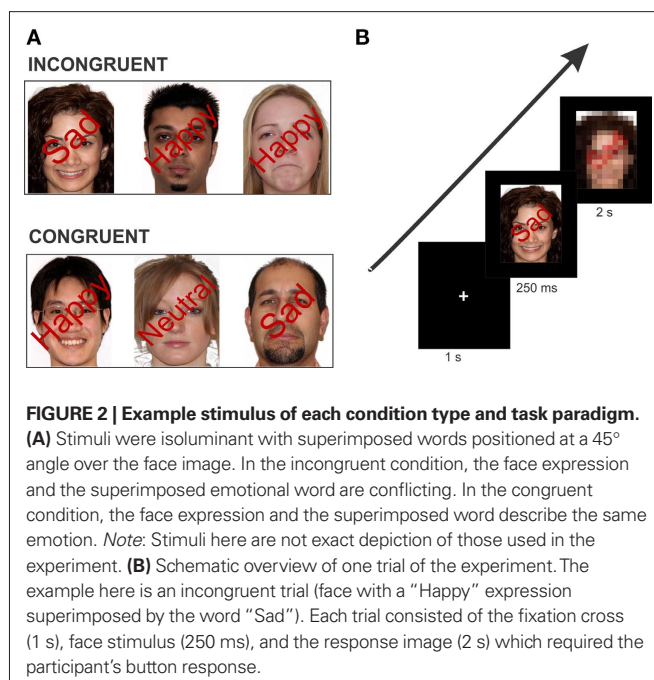 A
INCONGRUENT
Sad
Happy
Happy
CONGRUENT
Happy
Neutral
Sad
B
Sad
2 s
250 ms
1 s
FIGURE 2 | Example stimulus of each condition type and task paradigm.
(A) Stimuli were isoluminant with superimposed words positioned at a 45°
angle over the face image. In the incongruent condition, the face expression
and the superimposed emotional word are conflicting. In the congruent
condition, the face expression and the superimposed word describe the same
emotion. Note: Stimuli here are not exact depiction of those used in the
experiment. (B) Schematic overview of one trial of the experiment. The
example here is an incongruent trial (face with a “Happy” expression
superimposed by the word “Sad”). Each trial consisted of the fixation cross
(1 s), face stimulus (250 ms), and the response image (2 s) which required the
participant’s button response.